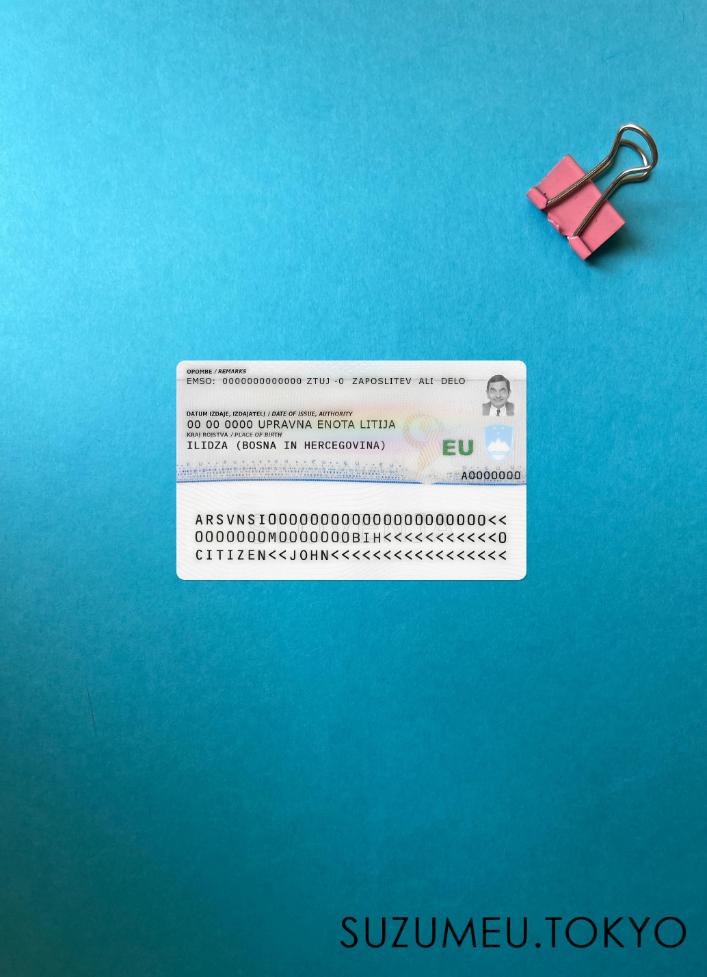 OPOMBE / REMARKS
EMSO: 0000000000000 ZTUJ-0 ZAPOSLITEV ALI DELO
DATUM IZDAJE, IZDAJATELJ / DATE OF ISSUE, AUTHORITY
00 00 0000 UPRAVNA ENOTA LITIJA
KRAJ ROJSTVA / PLACE OF BIRTH
ILIDZA (BOSNA IN HERCEGOVINA)
EU
A0000000
ARSVNSI000000000000000000000<<
0000000M0000000BIH<<<<<<<<<<<0
CITIZEN<<JOHN<<<<<<<<<<<<<<<<<
SUZUMEU.TOKYO